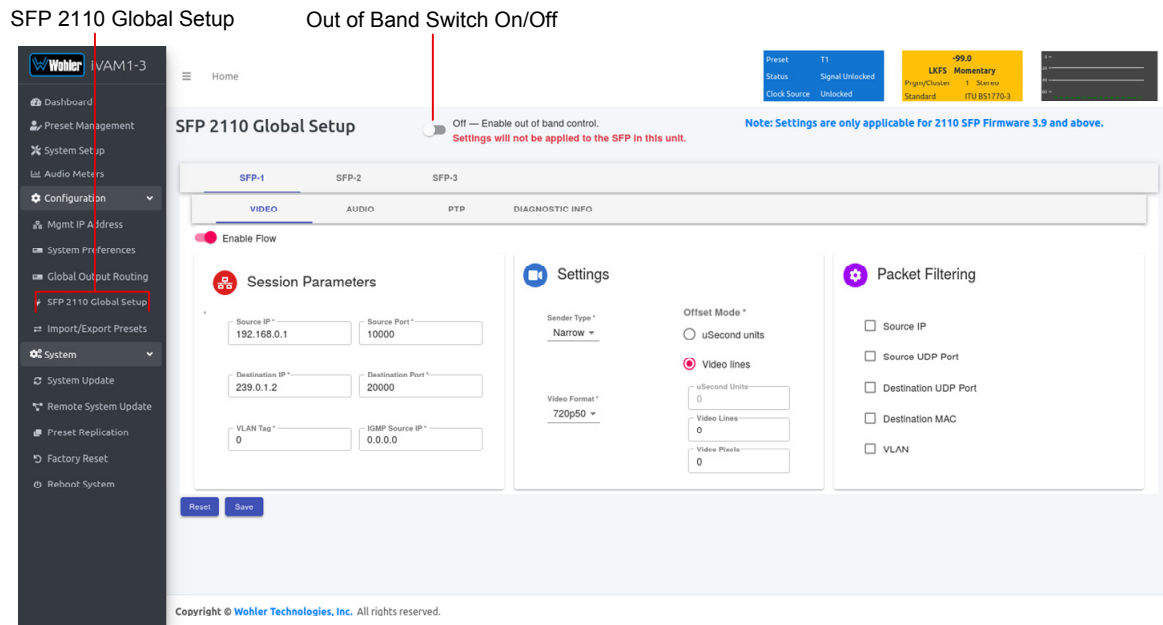 SFP 2110 Global Setup
Out of Band Switch On/Off
Wohler iVAM1-3
Home
Preset T1
Status Signal Unlocked
Clock Source Unlocked
-99.0
LKFS Momentary
Prgm/Cluster 1 Stereo
Standard ITU BS1770-3
Dashboard
Preset Management
System Setup
Audio Meters
Configuration
Mgmt IP Address
System Preferences
Global Output Routing
SFP 2110 Global Setup
Import/Export Presets
System
System Update
Remote System Update
Preset Replication
Factory Reset
Reboot System
SFP 2110 Global Setup
Off — Enable out of band control.
Settings will not be applied to the SFP in this unit.
Note: Settings are only applicable for 2110 SFP Firmware 3.9 and above.
SFP-1 SFP-2 SFP-3
VIDEO AUDIO PTP DIAGNOSTIC INFO
Enable Flow
Session Parameters
Source IP *
192.168.0.1
Source Port *
10000
Destination IP *
239.0.1.2
Destination Port *
20000
VLAN Tag *
0
IGMP Source IP *
0.0.0.0
Settings
Sender Type *
Narrow
Video Format *
720p50
Offset Mode *
uSecond units
Video lines
uSecond Units
0
Video Lines
0
Video Pixels
0
Packet Filtering
Source IP
Source UDP Port
Destination UDP Port
Destination MAC
VLAN
Reset Save
Copyright © Wohler Technologies, Inc. All rights reserved.